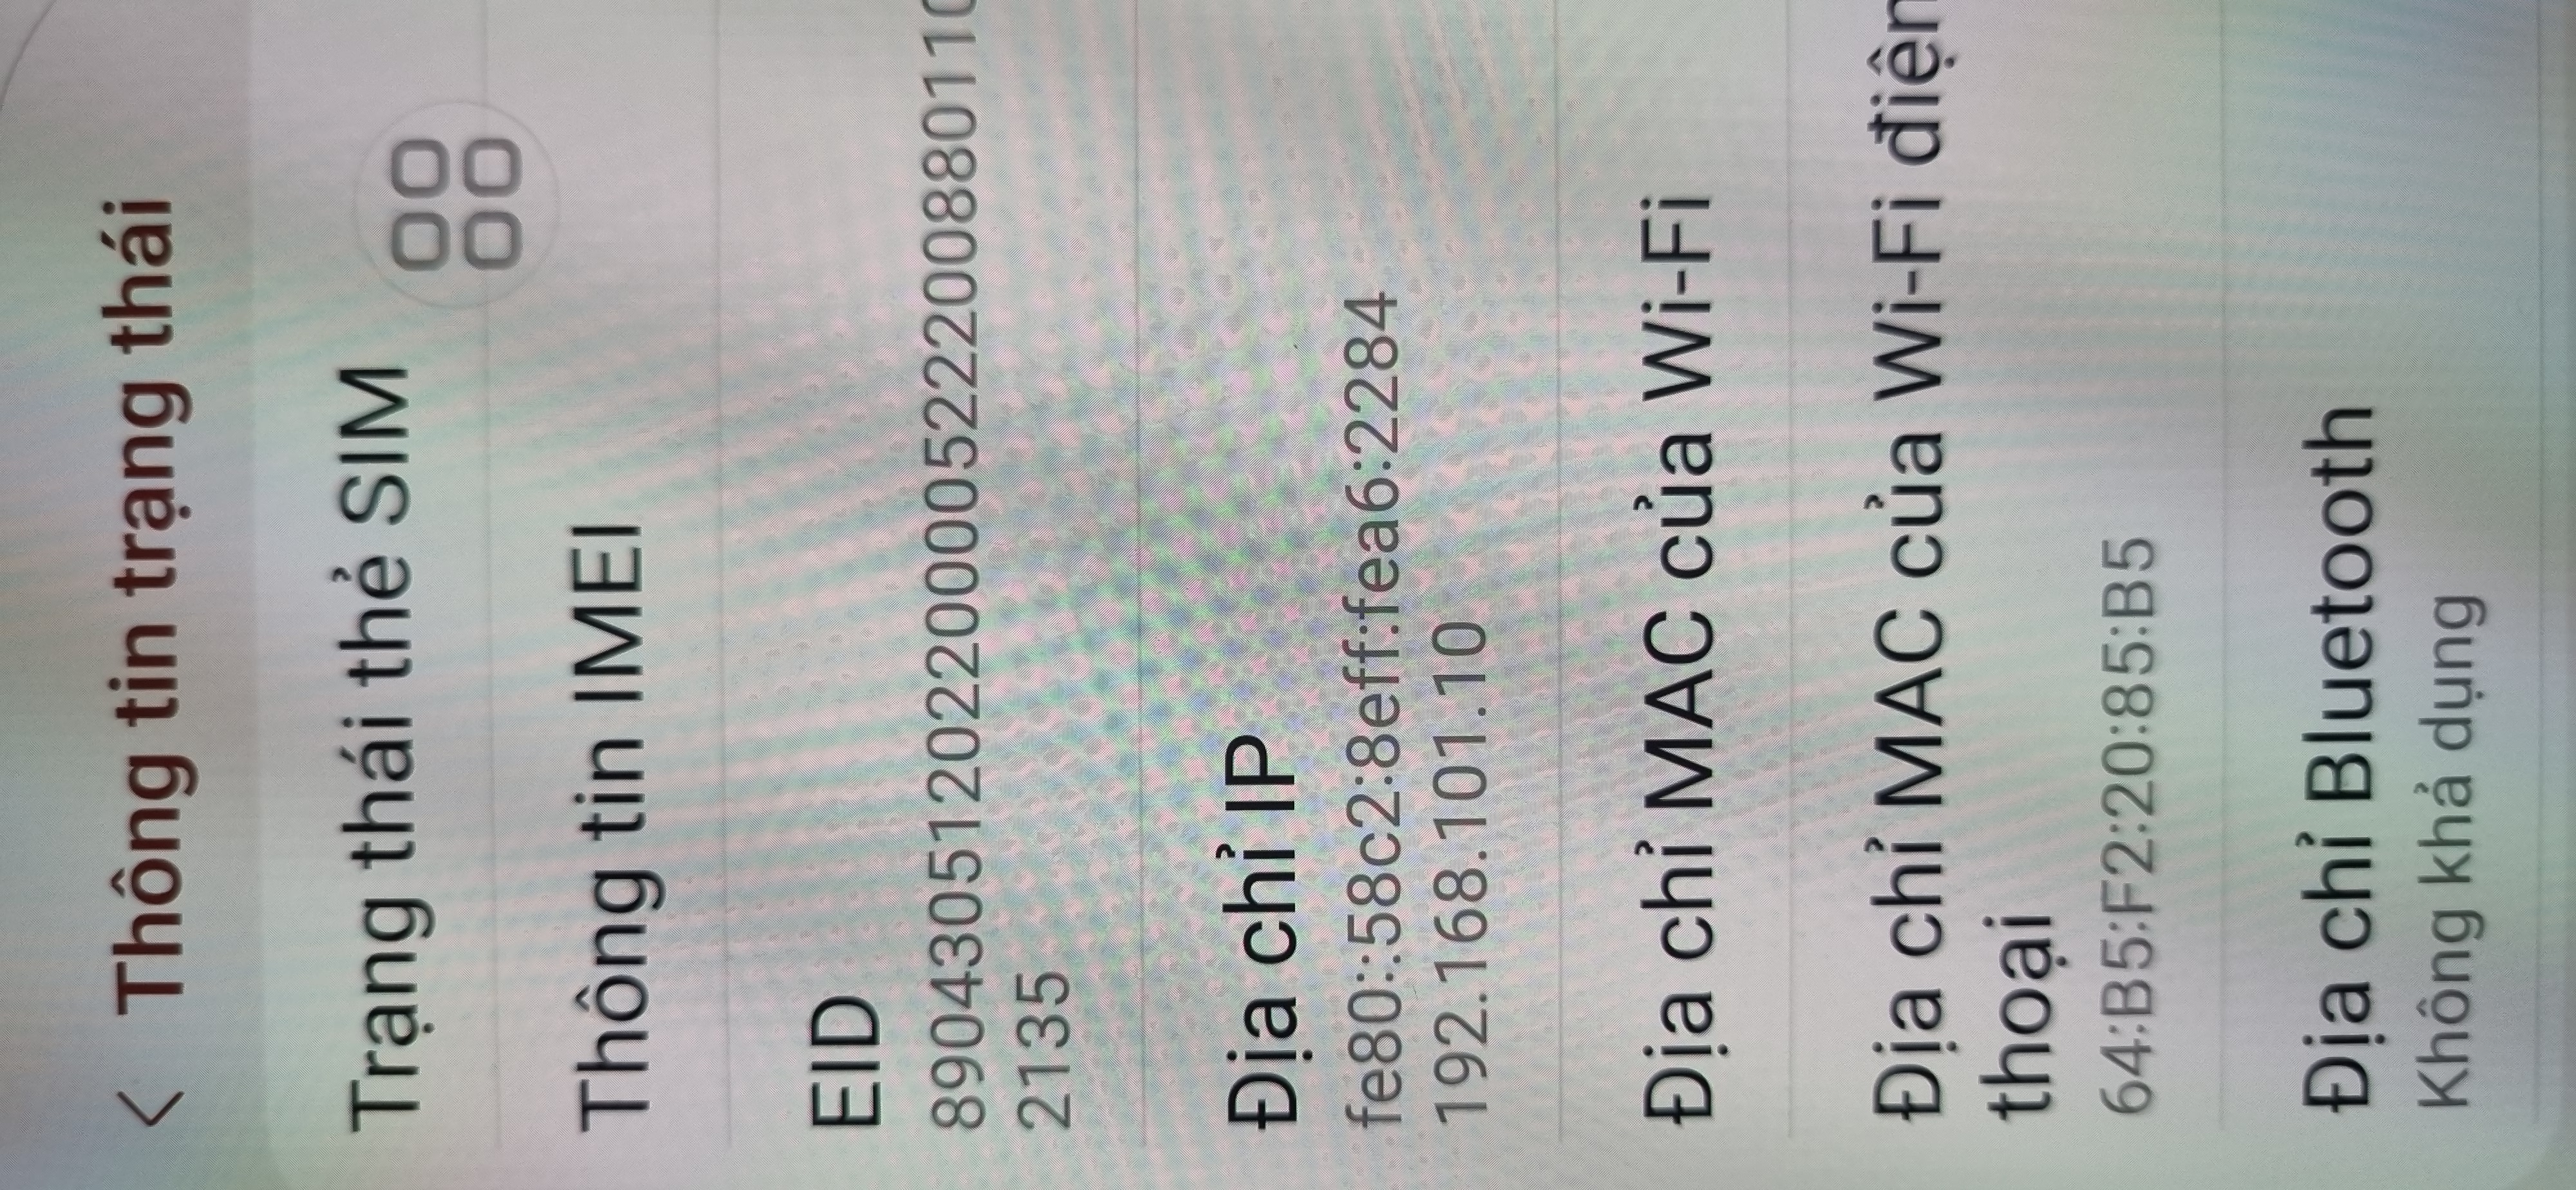 Thông tin trạng thái
Trạng thái thẻ SIM
Thông tin IMEI
EID
8904305120220000522200880110
2135
Địa chỉ IP
fe80::58c2:8eff:fea6:2284
192.168.101.10
Địa chỉ MAC của Wi-Fi
Địa chỉ MAC của Wi-Fi điện
thoại
64:B5:F2:20:85:B5
Địa chỉ Bluetooth
Không khả dụng